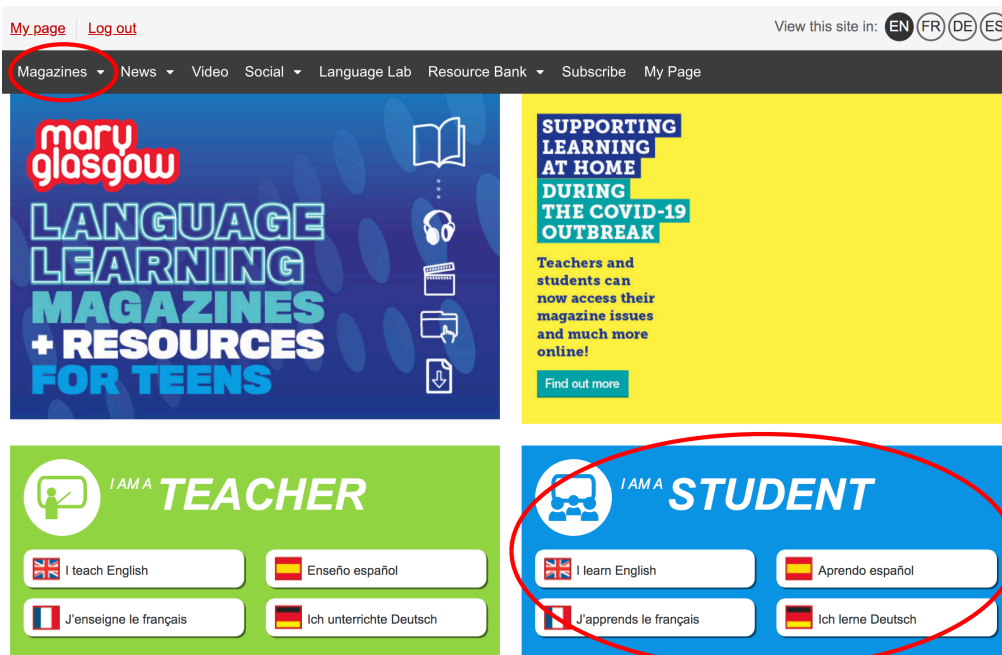 My page Log out
View this site in: EN FR DE ES
Magazines News Video Social Language Lab Resource Bank Subscribe My Page
mary
glasgow
LANGUAGE
LEARNING
MAGAZINES
+ RESOURCES
FOR TEENS
SUPPORTING
LEARNING
AT HOME
DURING
THE COVID-19
OUTBREAK
Teachers and
students can
now access their
magazine issues
and much more
online!
Find out more
I AM A TEACHER
I teach English
Enseño español
J'enseigne le français
Ich unterrichte Deutsch
I AM A STUDENT
I learn English
Aprendo español
J'apprends le français
Ich lerne Deutsch